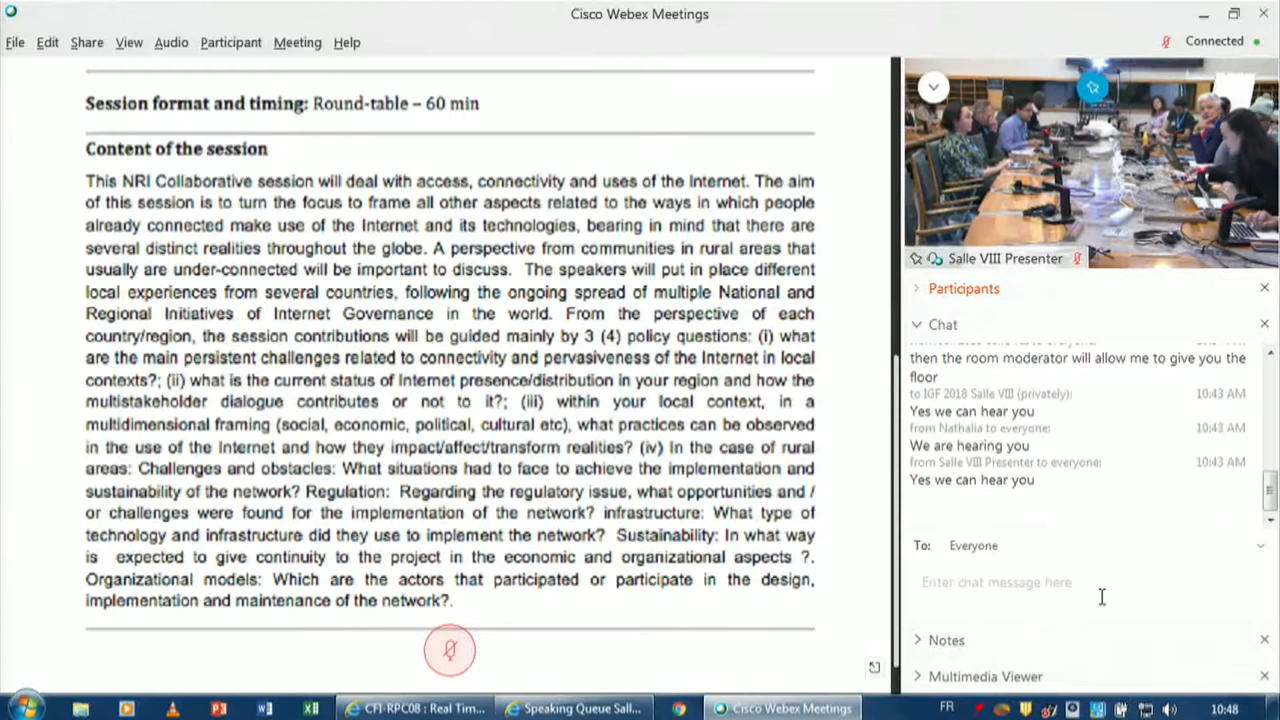 Cisco Webex Meetings
File Edit Share View Audio Participant Meeting Help
Connected
Session format and timing: Round-table – 60 min
Content of the session
This NRI Collaborative session will deal with access, connectivity and uses of the Internet. The aim
of this session is to turn the focus to frame all other aspects related to the ways in which people
already connected make use of the Internet and its technologies, bearing in mind that there are
several distinct realities throughout the globe. A perspective from communities in rural areas that
usually are under-connected will be important to discuss. The speakers will put in place different
local experiences from several countries, following the ongoing spread of multiple National and
Regional Initiatives of Internet Governance in the world. From the perspective of each
country/region, the session contributions will be guided mainly by 3 (4) policy questions: (i) what
are the main persistent challenges related to connectivity and pervasiveness of the Internet in local
contexts?; (ii) what is the current status of Internet presence/distribution in your region and how the
multistakeholder dialogue contributes or not to it?; (iii) within your local context, in a
multidimensional framing (social, economic, political, cultural etc), what practices can be observed
in the use of the Internet and how they impact/affect/transform realities? (iv) In the case of rural
areas: Challenges and obstacles: What situations had to face to achieve the implementation and
sustainability of the network? Regulation: Regarding the regulatory issue, what opportunities and /
or challenges were found for the implementation of the network? infrastructure: What type of
technology and infrastructure did they use to implement the network? Sustainability: In what way
is expected to give continuity to the project in the economic and organizational aspects ?.
Organizational models: Which are the actors that participated or participate in the design,
implementation and maintenance of the network?.
Salle VIII Presenter
Participants
Chat
then the room moderator will allow me to give you the
floor
to IGF 2018 Salle VIII (privately): 10:43 AM
Yes we can hear you
from Nathalia to everyone: 10:43 AM
We are hearing you
from Salle VIII Presenter to everyone: 10:43 AM
Yes we can hear you
To: Everyone
Enter chat message here
Notes
Multimedia Viewer
CFI-RPC08 : Real Tim... Speaking Queue Sall... Cisco Webex Meetings FR 10:48